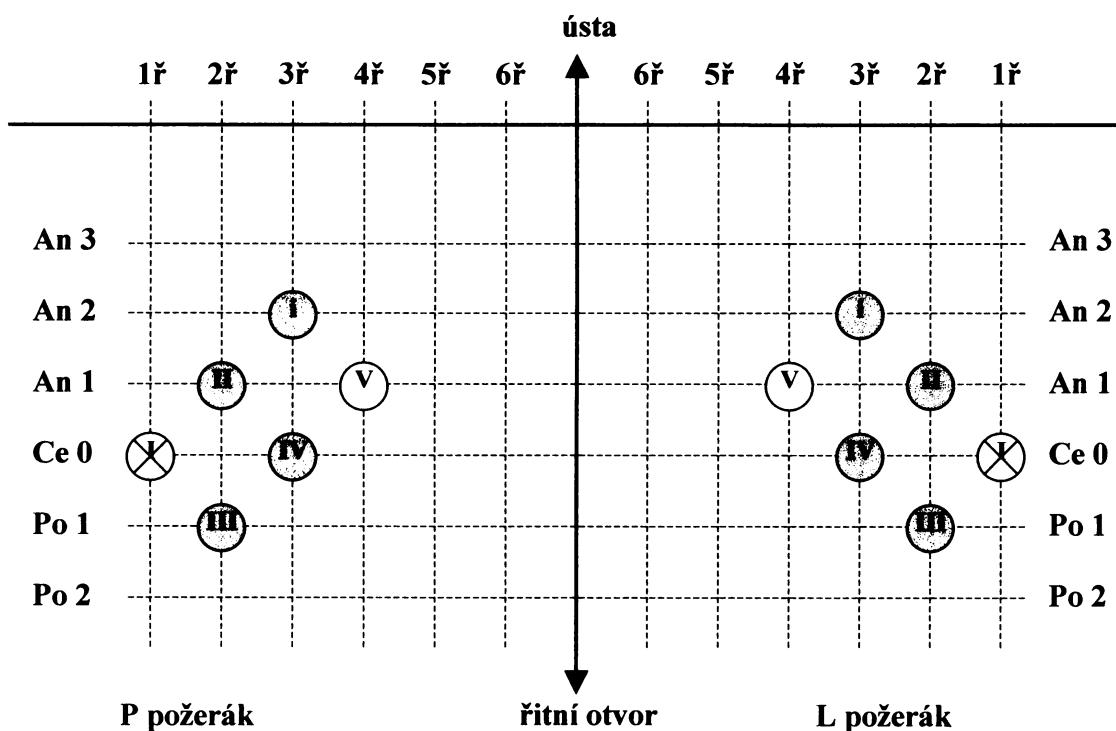 ústa
1ř 2ř 3ř 4ř 5ř 6ř 6ř 5ř 4ř 3ř 2ř 1ř
An 3 An 3
An 2 I I An 2
An 1 II V V II An 1
Ce 0 I IV IV I Ce 0
Po 1 III III Po 1
Po 2 Po 2
P požerák řitní otvor L požerák